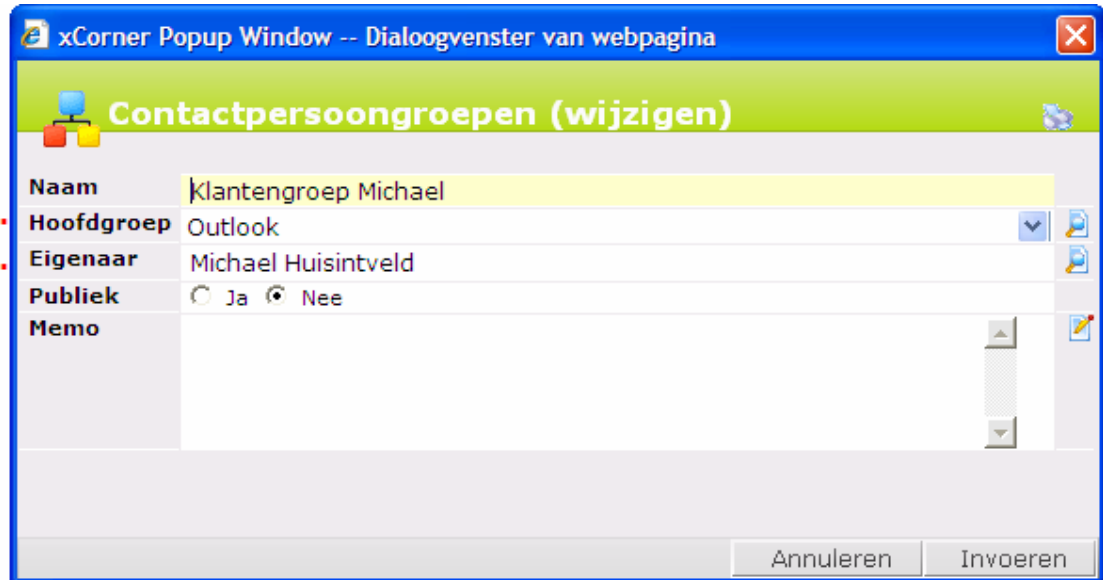 xCorner Popup Window -- Dialoogvenster van webpagina
Contactpersoongroepen (wijzigen)
Naam Klantengroep Michael
Hoofdgroep Outlook
Eigenaar Michael Huisintveld
Publiek Ja Nee
Memo
Annuleren Invoeren